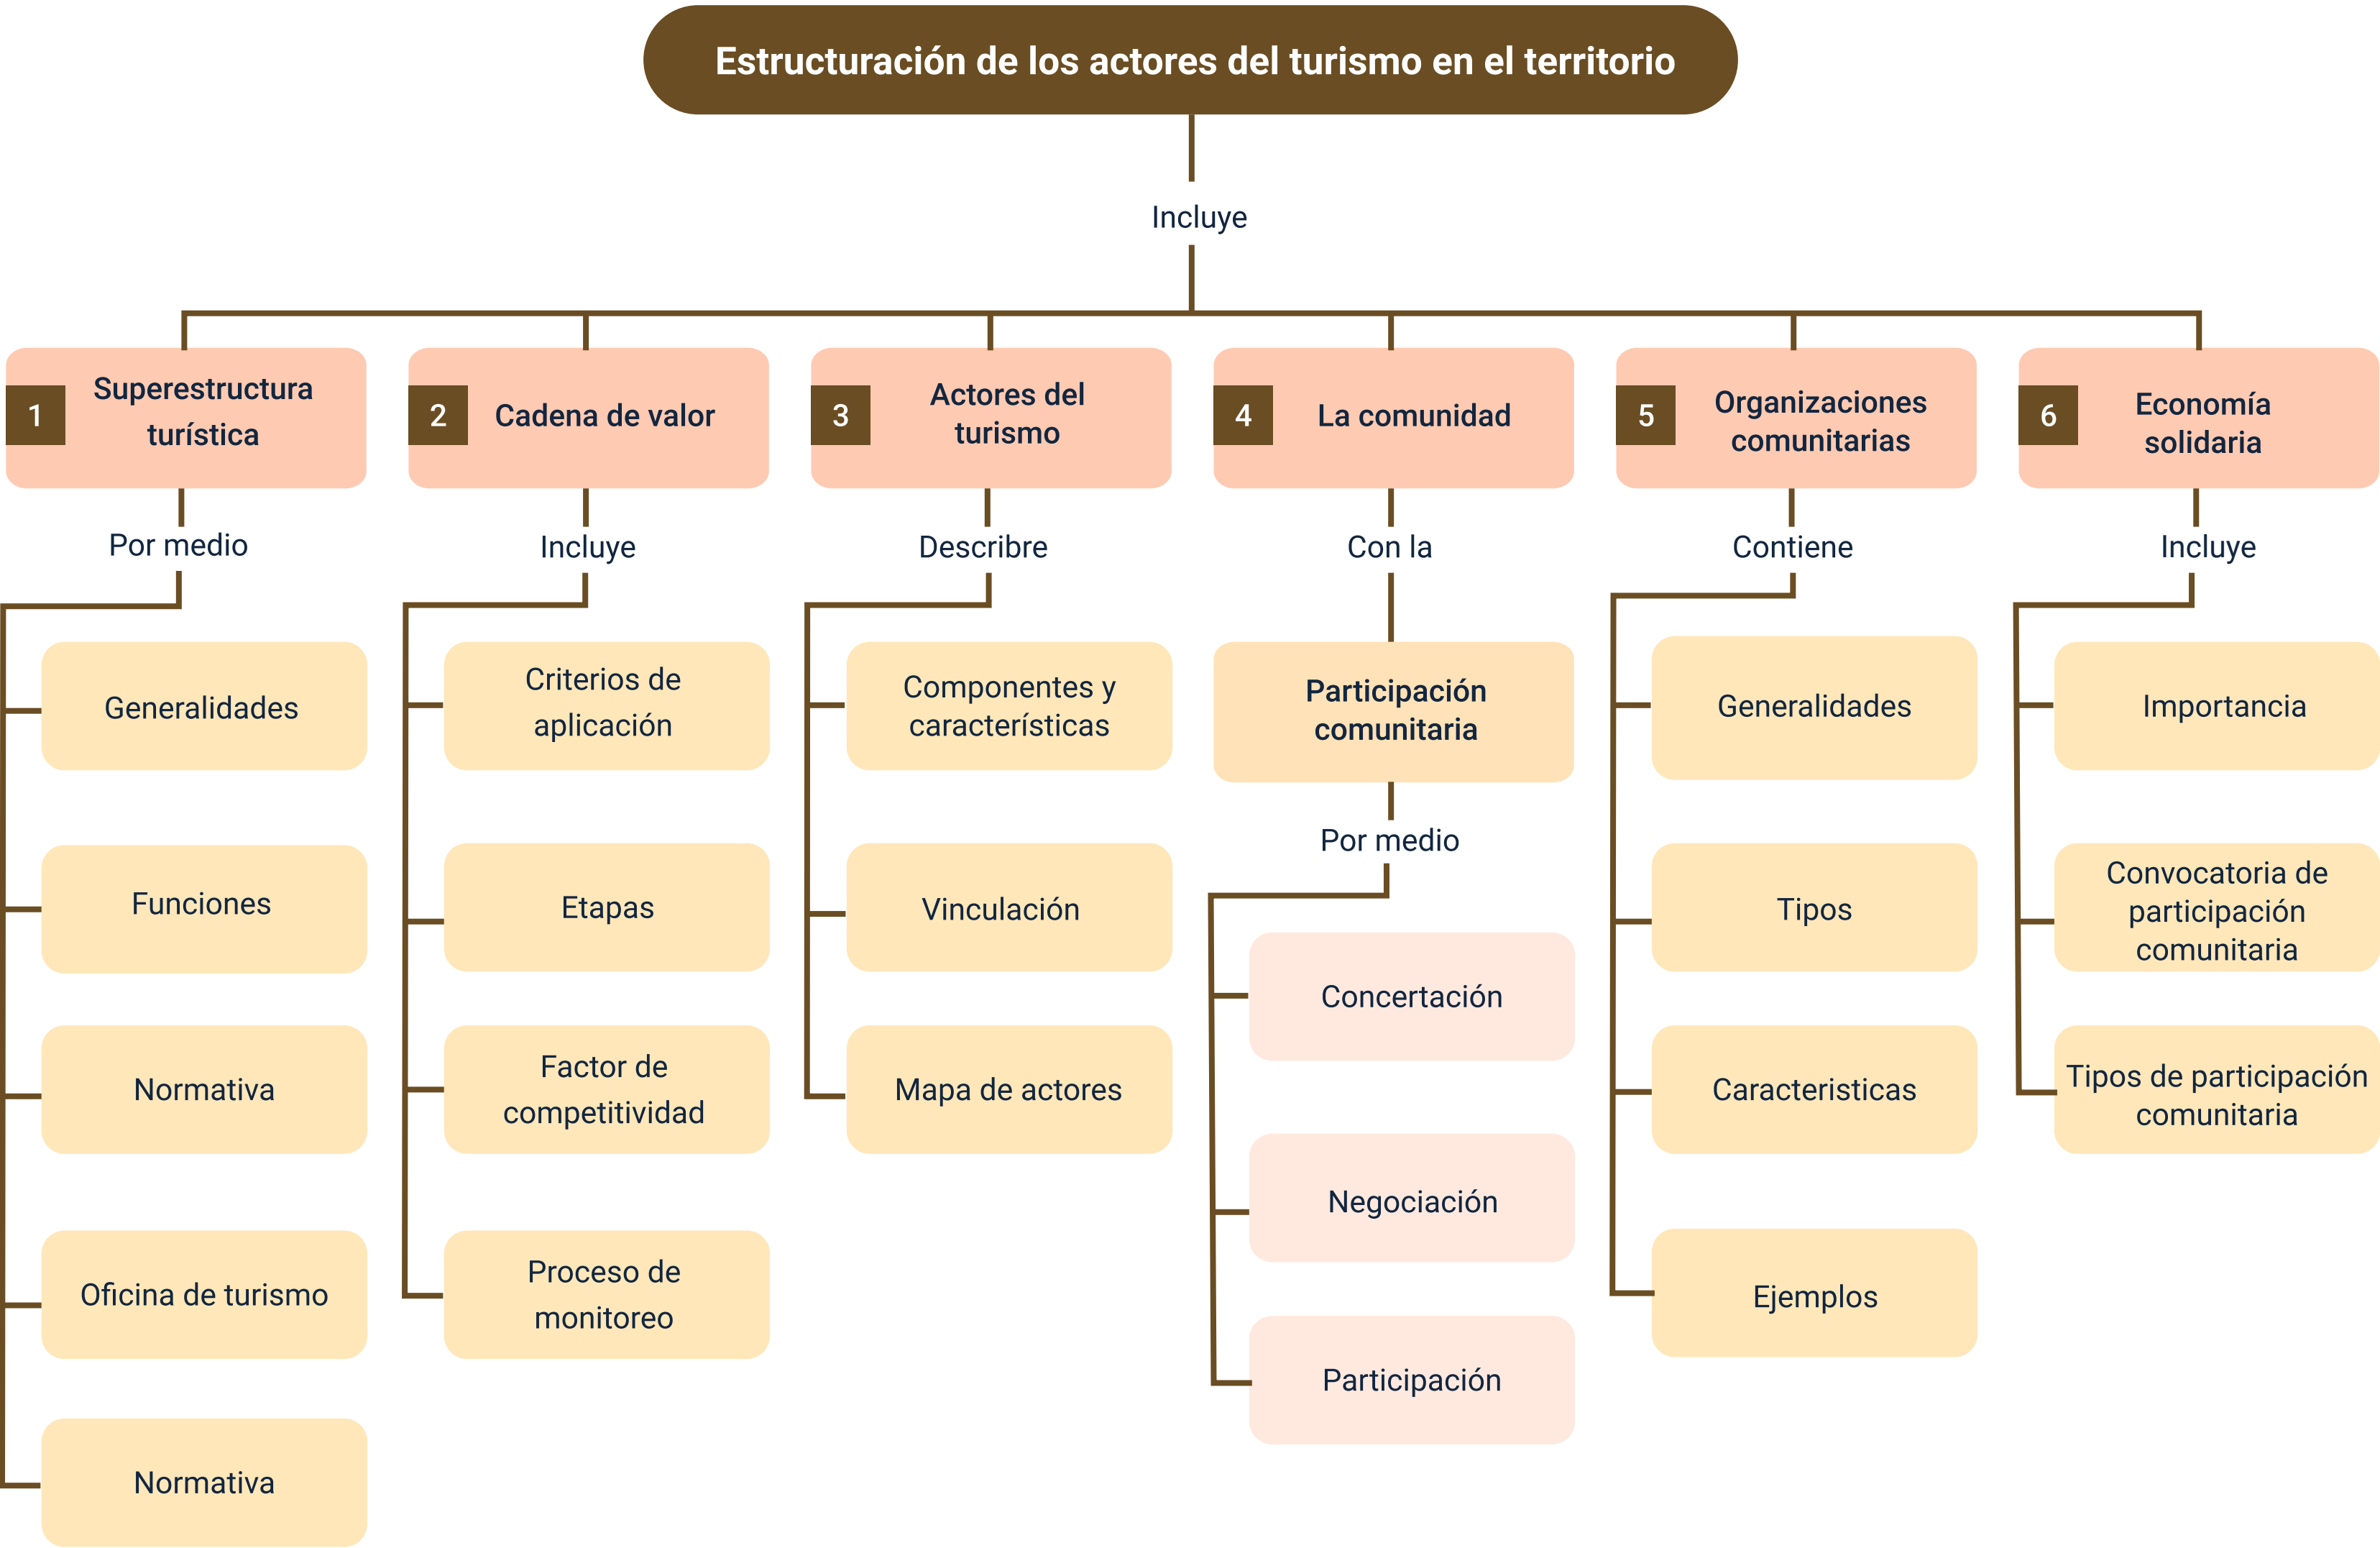 Estructuración de los actores del turismo en el territorio
Incluye
1
Superestructura
turística
Por medio
Generalidades
Funciones
Normativa
Oficina de turismo
Normativa
2
Cadena de valor
Incluye
Criterios de
aplicación
Etapas
Factor de
competitividad
Proceso de
monitoreo
3
Actores del
turismo
Describre
Componentes y
características
Vinculación
Mapa de actores
4
La comunidad
Con la
Participación
comunitaria
Por medio
Concertación
Negociación
Participación
5
Organizaciones
comunitarias
Contiene
Generalidades
Tipos
Caracteristicas
Ejemplos
6
Economía
solidaria
Incluye
Importancia
Convocatoria de
participación
comunitaria
Tipos de participación
comunitaria